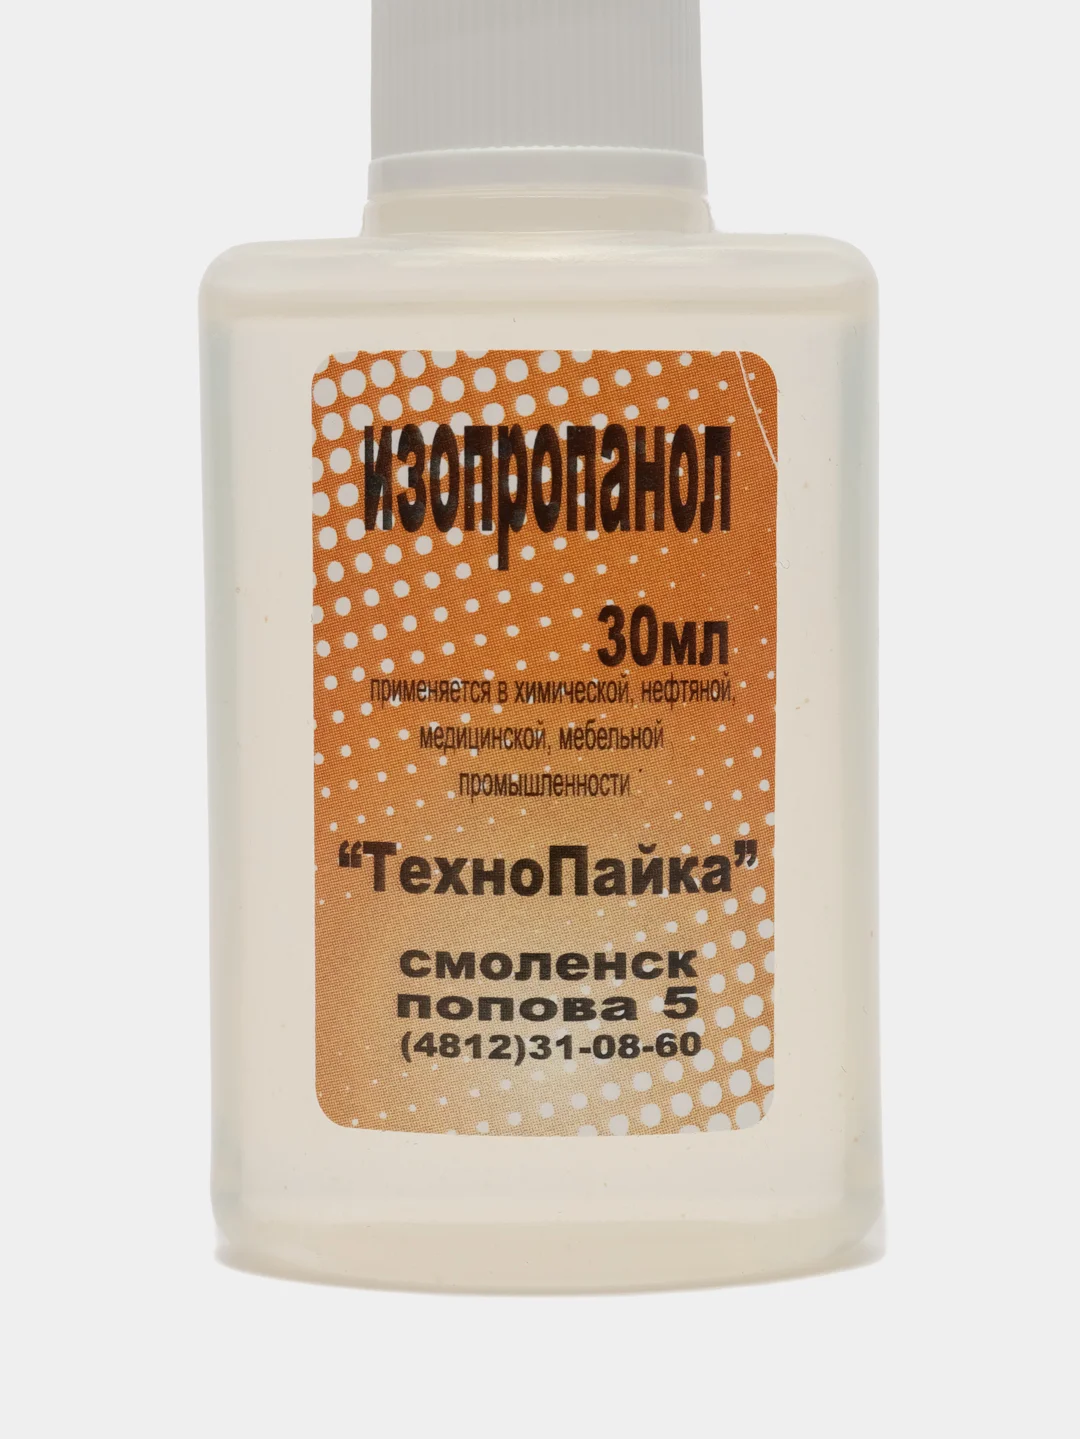 изопропанол
30мл
применяется в химической, нефтяной,
медицинской, мебельной
промышленности
“ТехноПайка”
смоленск
попова 5
(4812)31-08-60